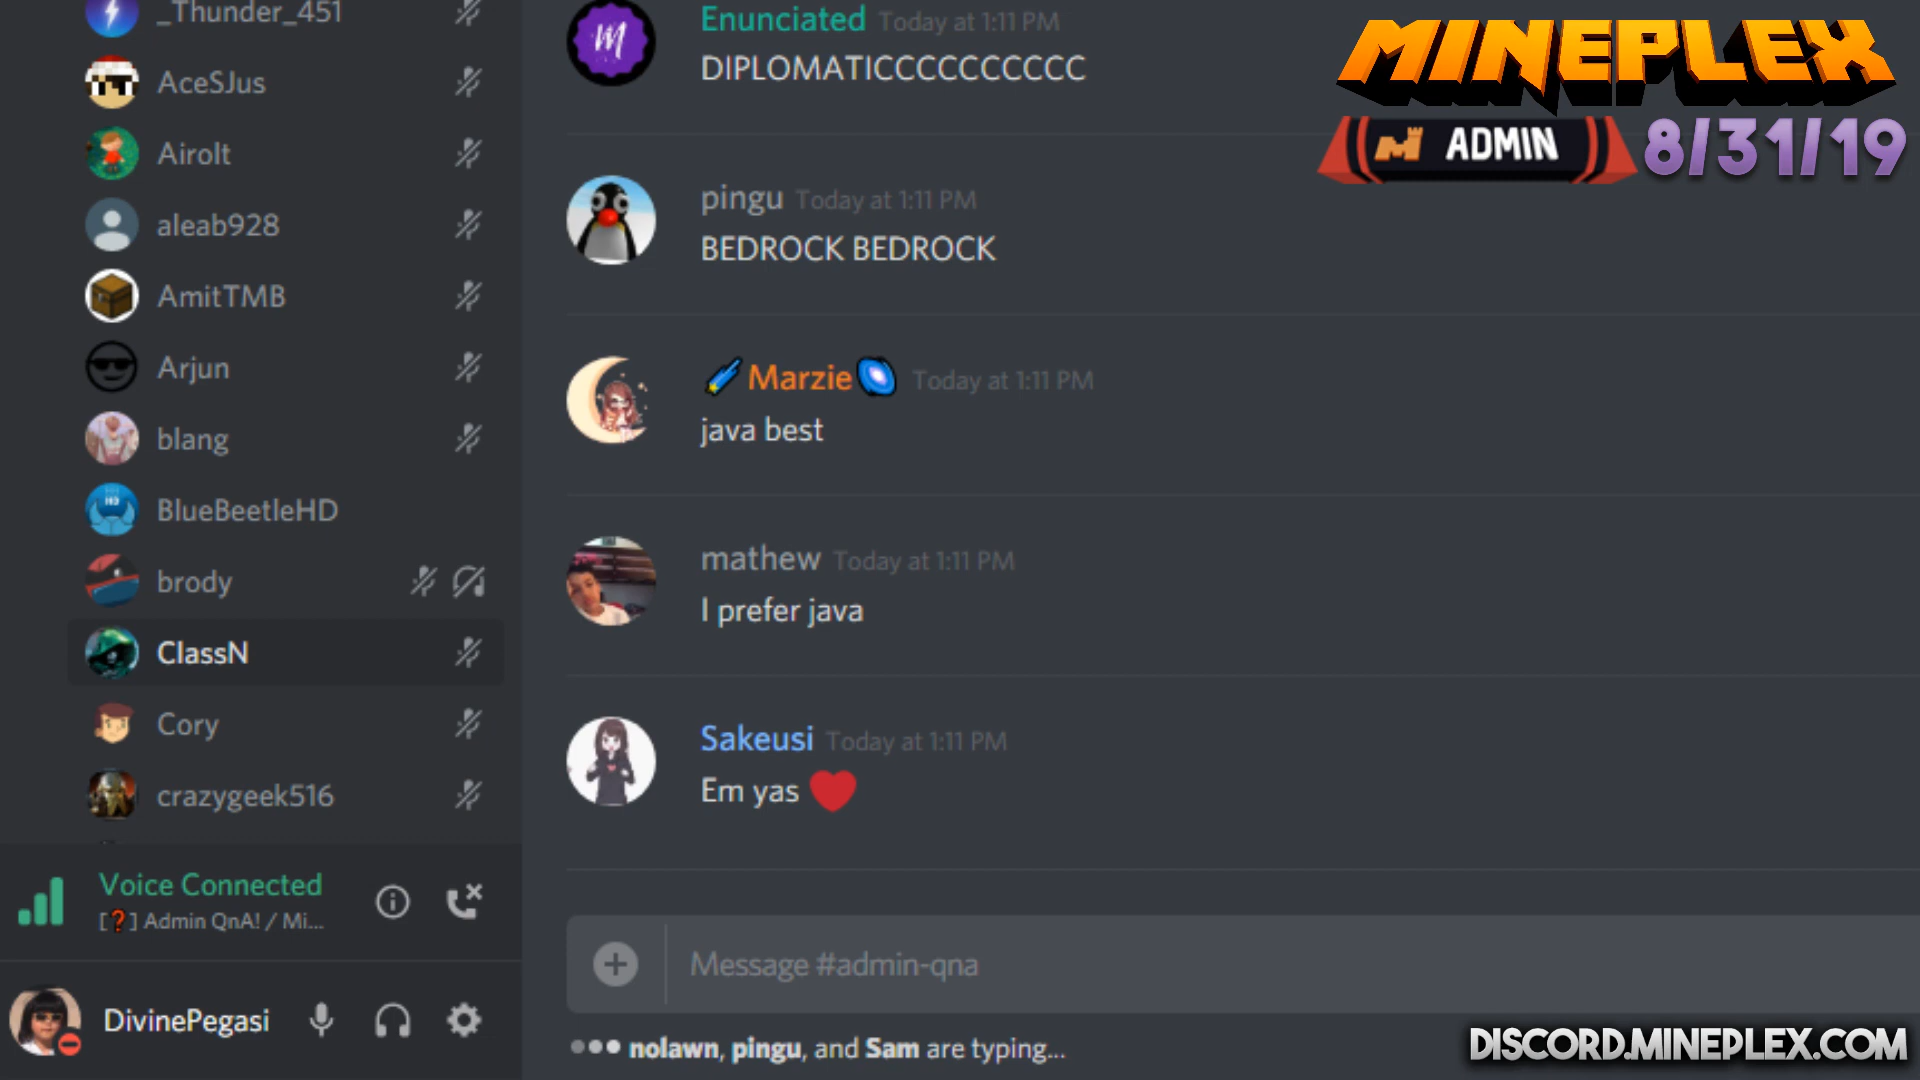 _Thunder_451
AceSJus
Airolt
aleab928
AmitTMB
Arjun
blang
BlueBeetleHD
brody
ClassN
Cory
crazygeek516
Voice Connected
[❓] Admin QnA! / Mi...
DivinePegasi
Enunciated Today at 1:11 PM
DIPLOMATICCCCCCCCCC
pingu Today at 1:11 PM
BEDROCK BEDROCK
Marzie Today at 1:11 PM
java best
mathew Today at 1:11 PM
I prefer java
Sakeusi Today at 1:11 PM
Em yas ❤
Message #admin-qna
nolawn, pingu, and Sam are typing...
MINEPLEX
ADMIN 8/31/19
DISCORD.MINEPLEX.COM